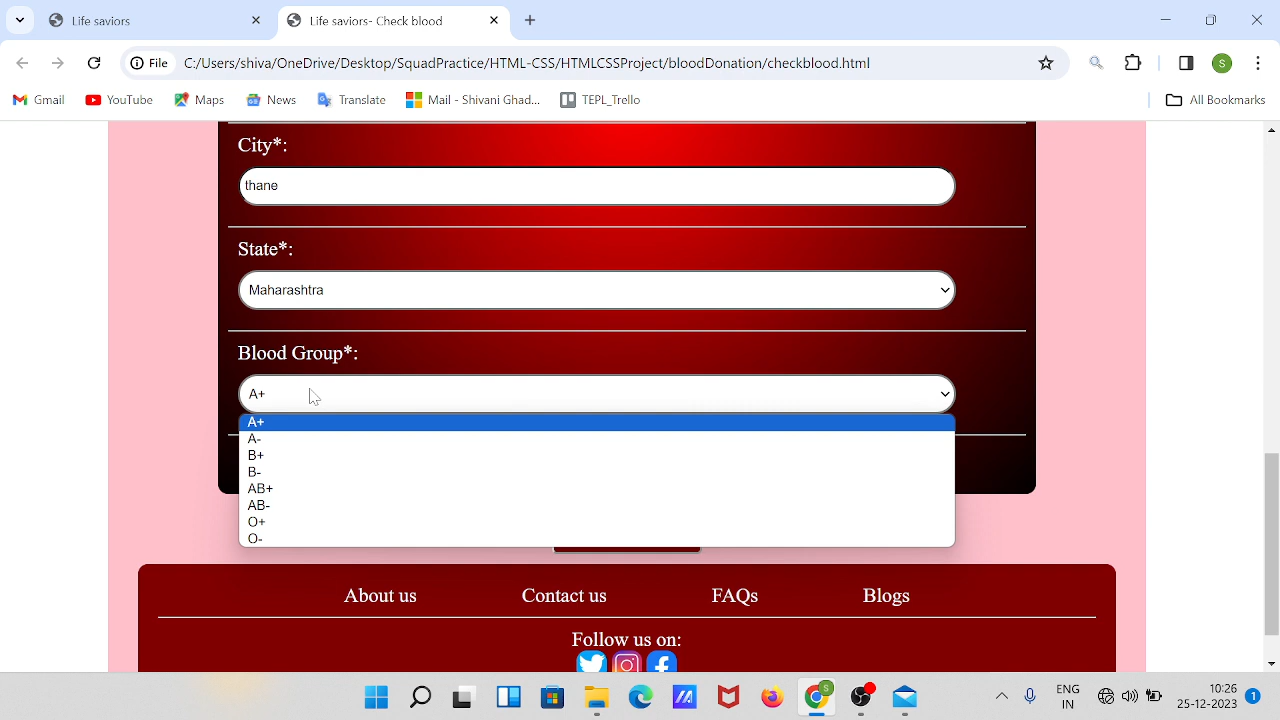 Life saviors
Life saviors- Check blood
File
C:/Users/shiva/OneDrive/Desktop/SquadPractice/HTML-CSS/HTMLCSSProject/bloodDonation/checkblood.html
S
Gmail
YouTube
Maps
News
Translate
Mail - Shivani Ghad...
TEPL_Trello
All Bookmarks
City*:
thane
State*:
Maharashtra
Blood Group*:
A+
A+
A-
B+
B-
AB+
AB-
O+
O-
About us
Contact us
FAQs
Blogs
Follow us on:
S
ENG
IN
10:26
25-12-2023
1